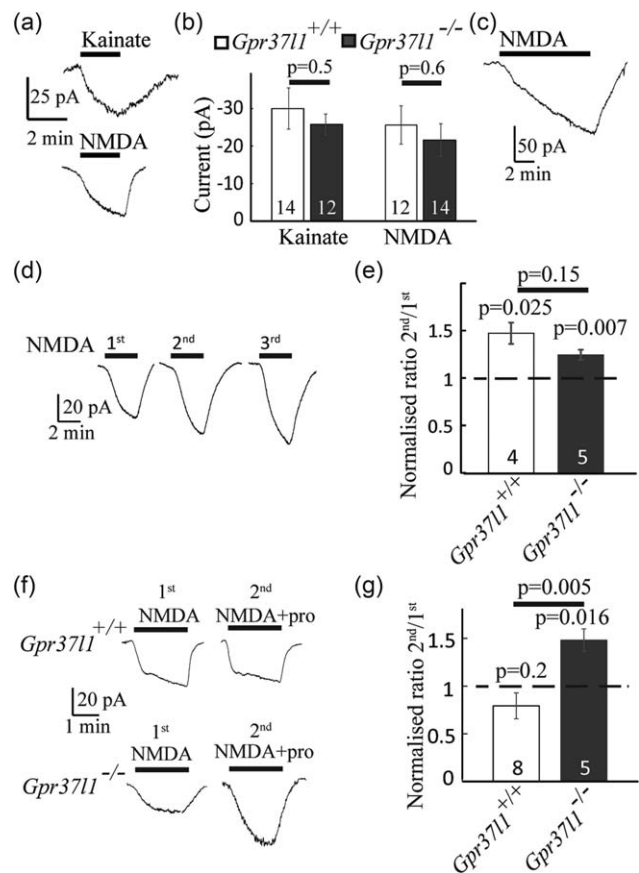 (a)
Kainate
25 pA
2 min
NMDA
(b)
Gpr37l1+/+ Gpr37l1-/-
p=0.5 p=0.6
Current (pA)
-30
-20
-10
0
14 12 12 14
Kainate NMDA
(c)
NMDA
50 pA
2 min
(d)
NMDA 1st 2nd 3rd
20 pA
2 min
(e)
p=0.15
p=0.025
p=0.007
Normalised ratio 2nd/1st
1.5
1
0.5
0
4 5
Gpr37l1+/+ Gpr37l1-/-
(f)
1st 2nd
NMDA NMDA+pro
Gpr37l1+/+
20 pA
1 min
1st 2nd
NMDA NMDA+pro
Gpr37l1-/-
(g)
p=0.005
p=0.016
p=0.2
Normalised ratio 2nd/1st
1.5
1
0.5
0
8 5
Gpr37l1+/+ Gpr37l1-/-